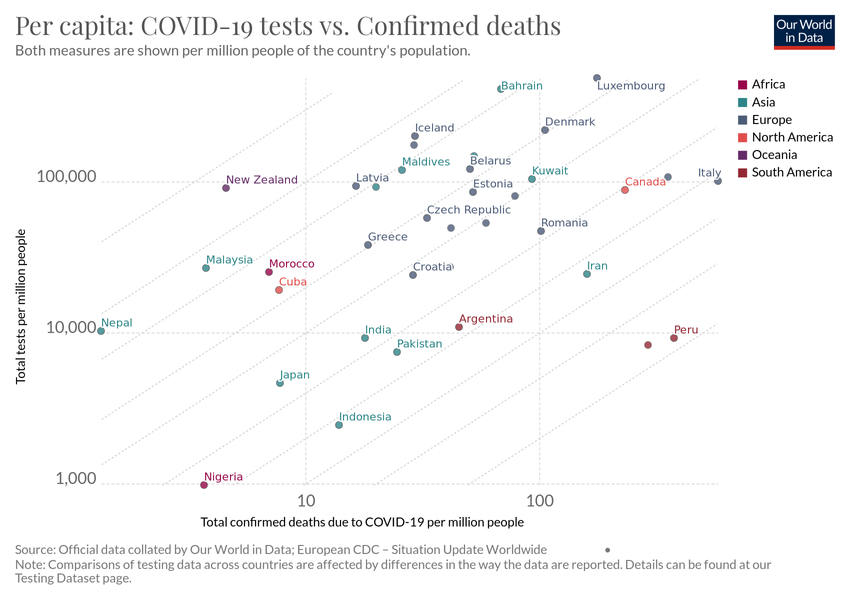 Per capita: COVID-19 tests vs. Confirmed deaths
Both measures are shown per million people of the country's population.
Our World
in Data
Bahrain
Luxembourg
Africa
Asia
Europe
North America
Oceania
South America
Iceland
Denmark
Maldives
Belarus
Kuwait
Italy
100,000
New Zealand
Latvia
Estonia
Canada
Czech Republic
Romania
Greece
Malaysia
Morocco
Croatia
Iran
Cuba
Total tests per million people
Nepal
10,000
India
Argentina
Peru
Pakistan
Japan
Indonesia
Nigeria
1,000
10
100
Total confirmed deaths due to COVID-19 per million people
Source: Official data collated by Our World in Data; European CDC – Situation Update Worldwide
Note: Comparisons of testing data across countries are affected by differences in the way the data are reported. Details can be found at our
Testing Dataset page.